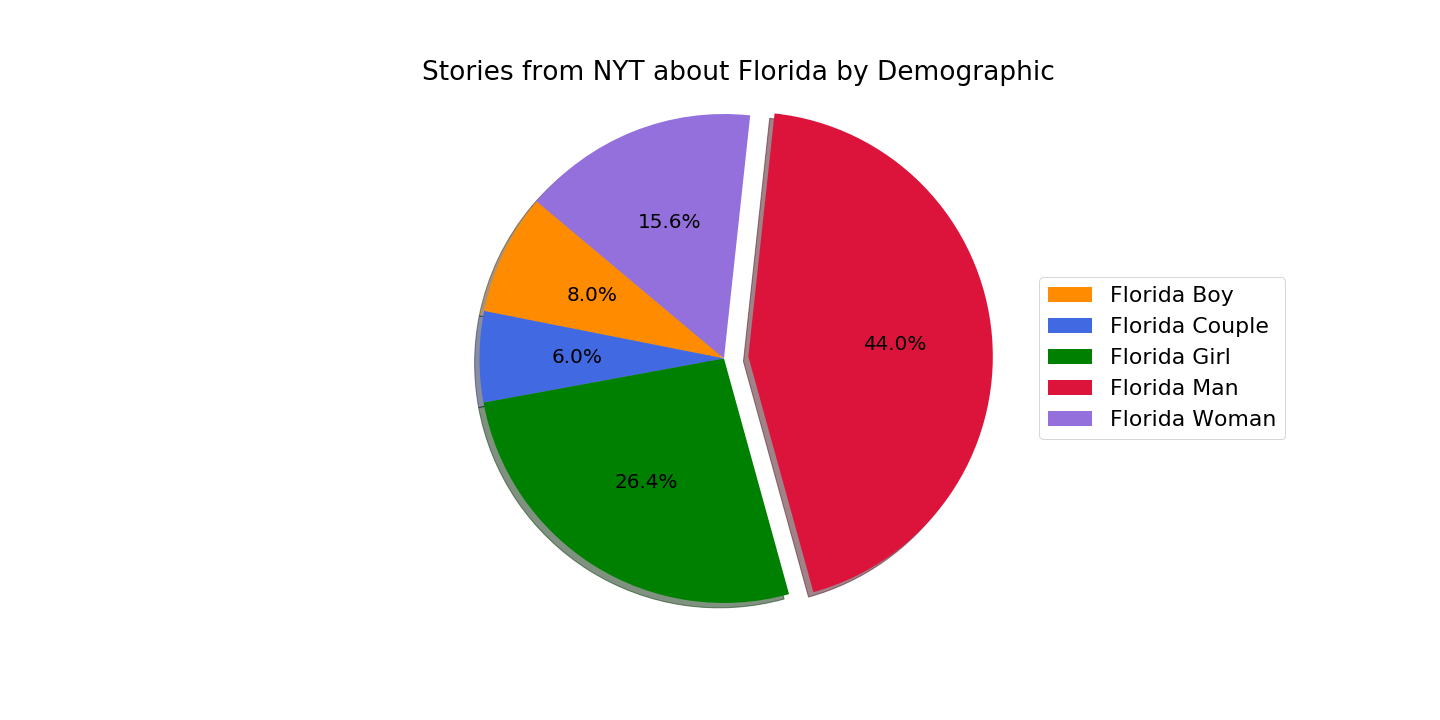 Stories from NYT about Florida by Demographic
15.6%
8.0%
6.0%
26.4%
44.0%
Florida Boy
Florida Couple
Florida Girl
Florida Man
Florida Woman